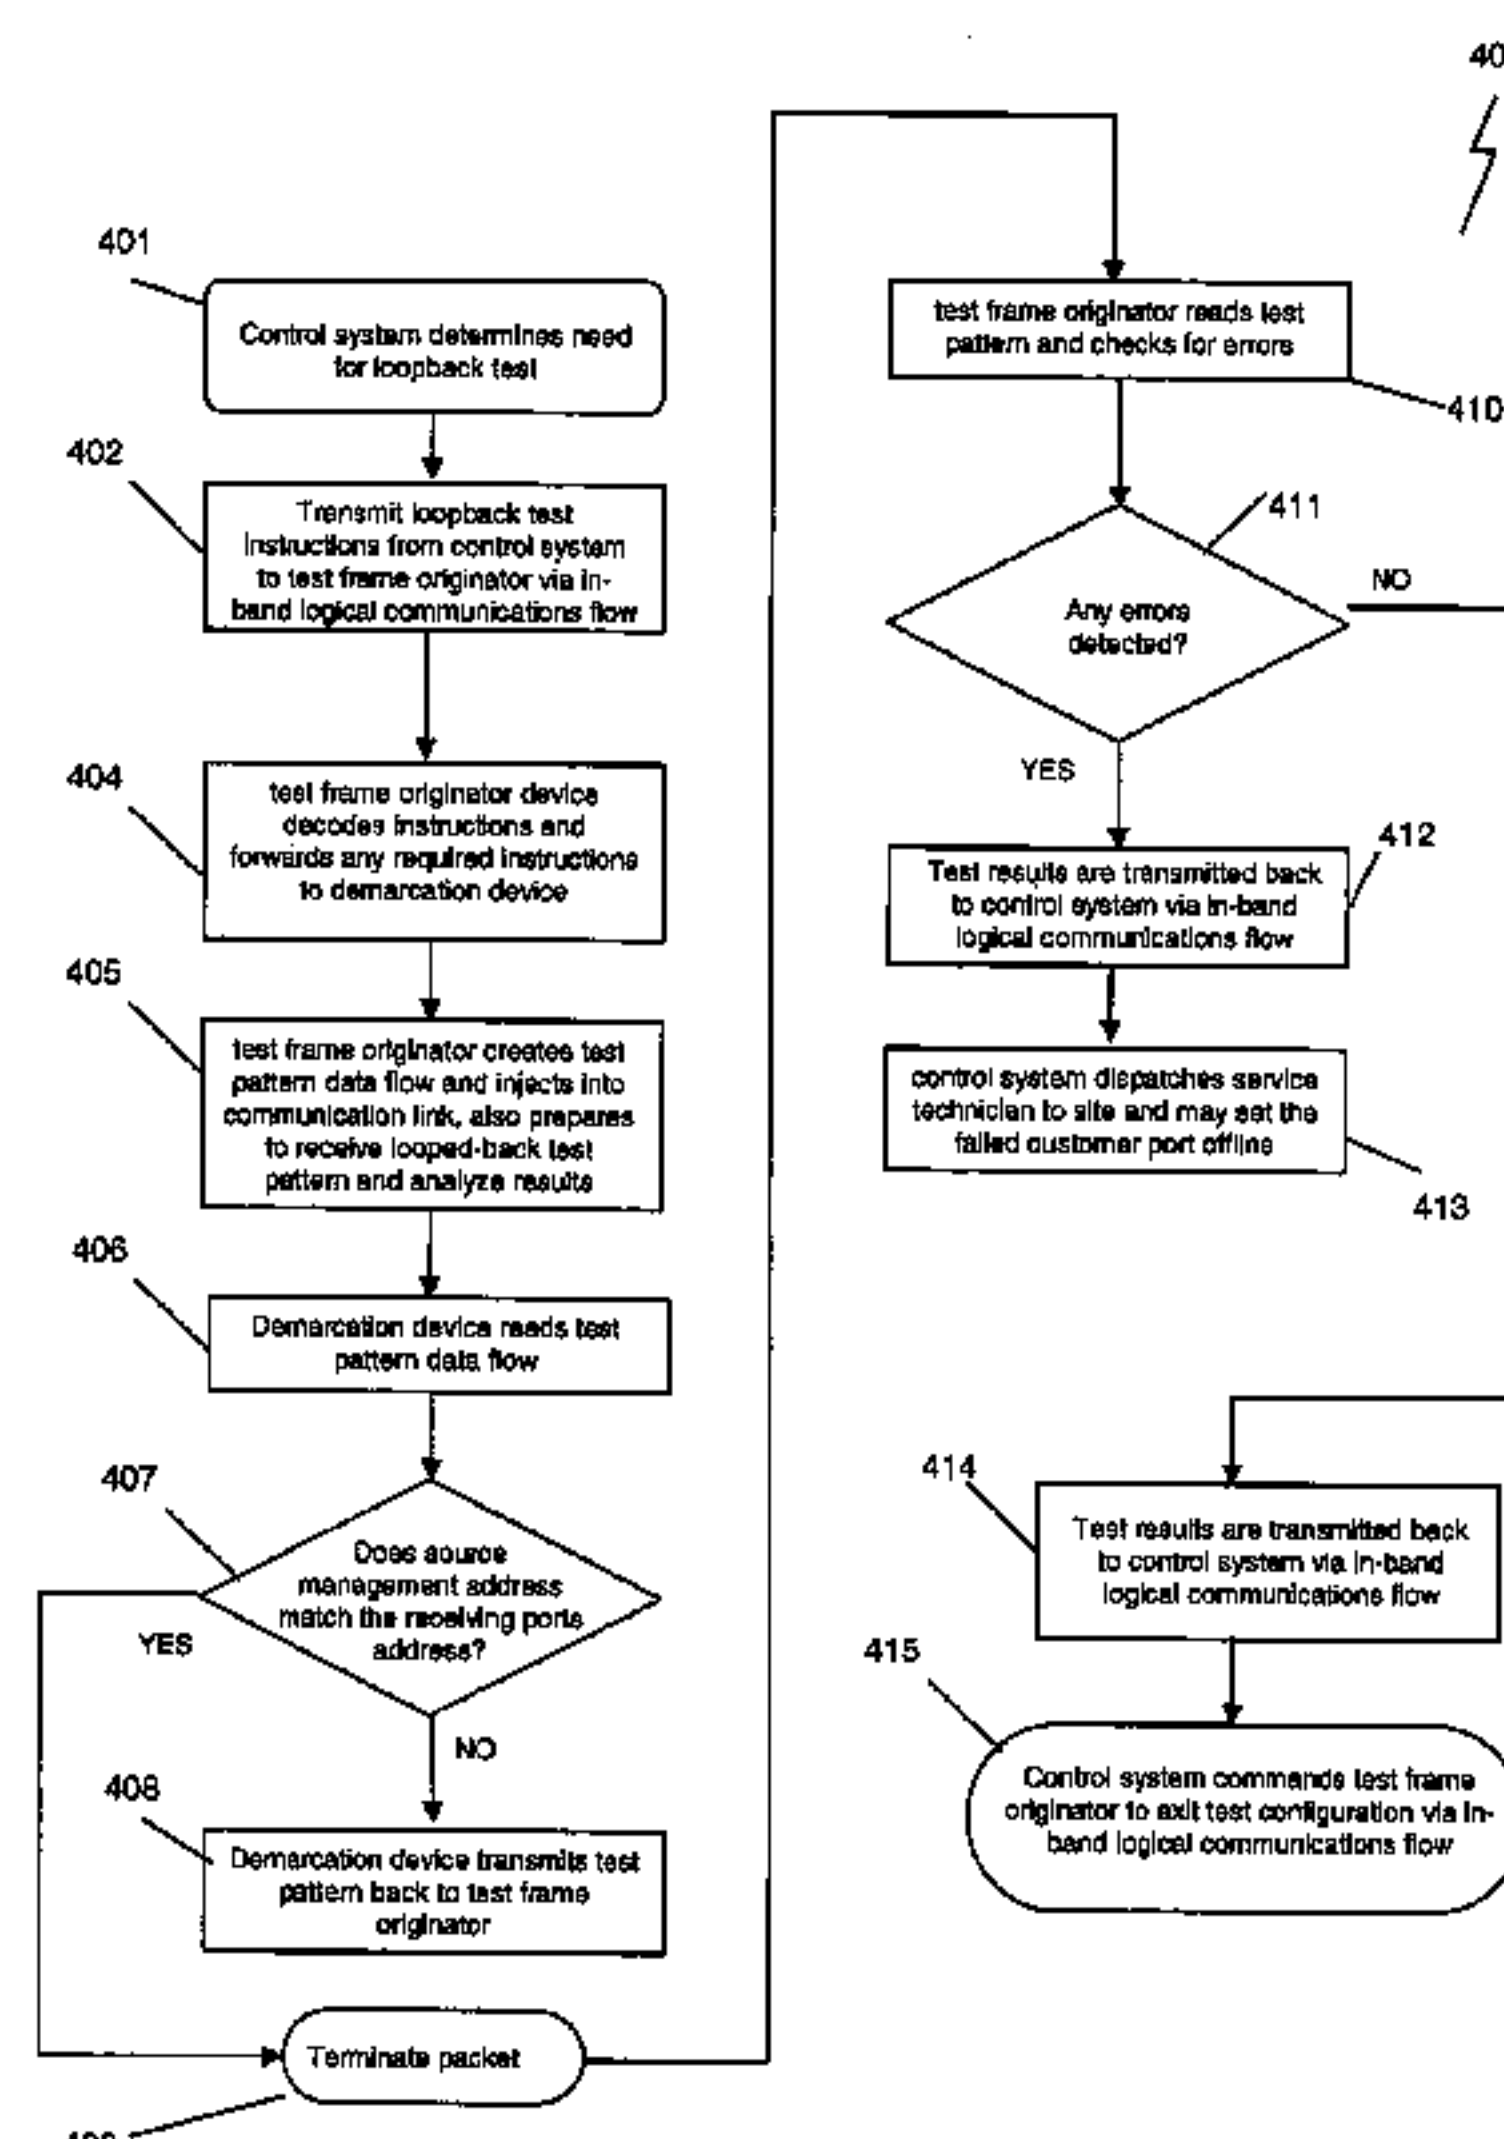 401
Control system determines need
for loopback test
402
Transmit loopback test
instructions from control system
to test frame originator via in-
band logical communications flow
404
test frame originator device
decodes instructions and
forwards any required instructions
to demarcation device
405
test frame originator creates test
pattern data flow and injects into
communication link, also prepares
to receive looped-back test
pattern and analyze results
406
Demarcation device reads test
pattern data flow
407
Does source
management address
match the receiving ports
address?
YES
NO
408
Demarcation device transmits test
pattern back to test frame
originator
Terminate packet
40
test frame originator reads test
pattern and checks for errors
410
411
Any errors
detected?
NO
YES
412
Test results are transmitted back
to control system via in-band
logical communications flow
control system dispatches service
technician to site and may set the
failed customer port offline
413
414
Test results are transmitted back
to control system via in-band
logical communications flow
415
Control system commands test frame
originator to exit test configuration via in-
band logical communications flow